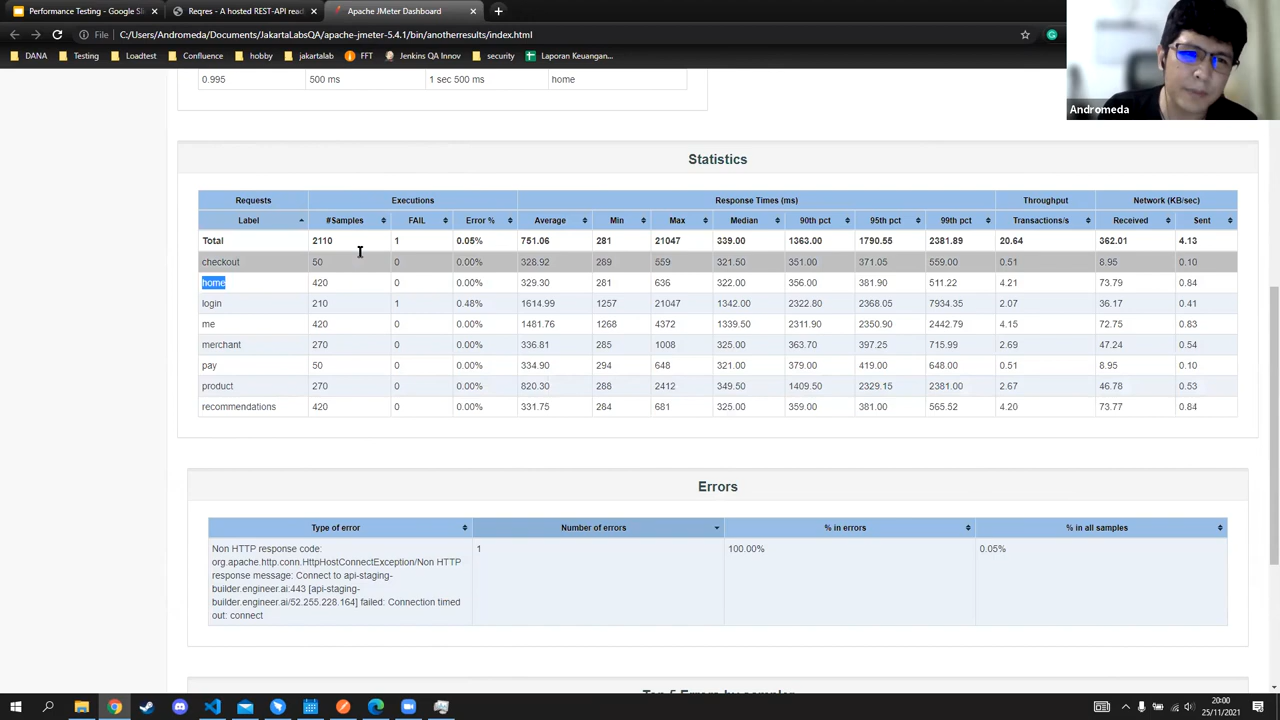 Performance Testing - Google Sli
Reqres - A hosted REST-API read
Apache JMeter Dashboard
File
C:/Users/Andromeda/Documents/JakartaLabsQA/apache-jmeter-5.4.1/bin/anotherresults/index.html
DANA Testing Loadtest Confluence hobby jakartalab FFT Jenkins QA Innov security Laporan Keuangan...
Andromeda
0.995 500 ms 1 sec 500 ms home
Statistics
Requests Executions Response Times (ms) Throughput Network (KB/sec)
Label #Samples FAIL Error % Average Min Max Median 90th pct 95th pct 99th pct Transactions/s Received Sent
Total 2110 1 0.05% 751.06 281 21047 339.00 1363.00 1790.55 2381.89 20.64 362.01 4.13
checkout 50 0 0.00% 328.92 289 559 321.50 351.00 371.05 559.00 0.51 8.95 0.10
home 420 0 0.00% 329.30 281 636 322.00 356.00 381.90 511.22 4.21 73.79 0.84
login 210 1 0.48% 1614.99 1257 21047 1342.00 2322.80 2368.05 7934.35 2.07 36.17 0.41
me 420 0 0.00% 1481.76 1268 4372 1339.50 2311.90 2350.90 2442.79 4.15 72.75 0.83
merchant 270 0 0.00% 336.81 285 1008 325.00 363.70 397.25 715.99 2.69 47.24 0.54
pay 50 0 0.00% 334.90 294 648 321.00 379.00 419.00 648.00 0.51 8.95 0.10
product 270 0 0.00% 820.30 288 2412 349.50 1409.50 2329.15 2381.00 2.67 46.78 0.53
recommendations 420 0 0.00% 331.75 284 681 325.00 359.00 381.00 565.52 4.20 73.77 0.84
Errors
Type of error Number of errors % in errors % in all samples
Non HTTP response code: 1 100.00% 0.05%
org.apache.http.conn.HttpHostConnectException/Non HTTP
response message: Connect to api-staging-
builder.engineer.ai:443 [api-staging-
builder.engineer.ai/52.255.228.164] failed: Connection timed
out: connect
Top 5 Errors by sampler
20:00
25/11/2021